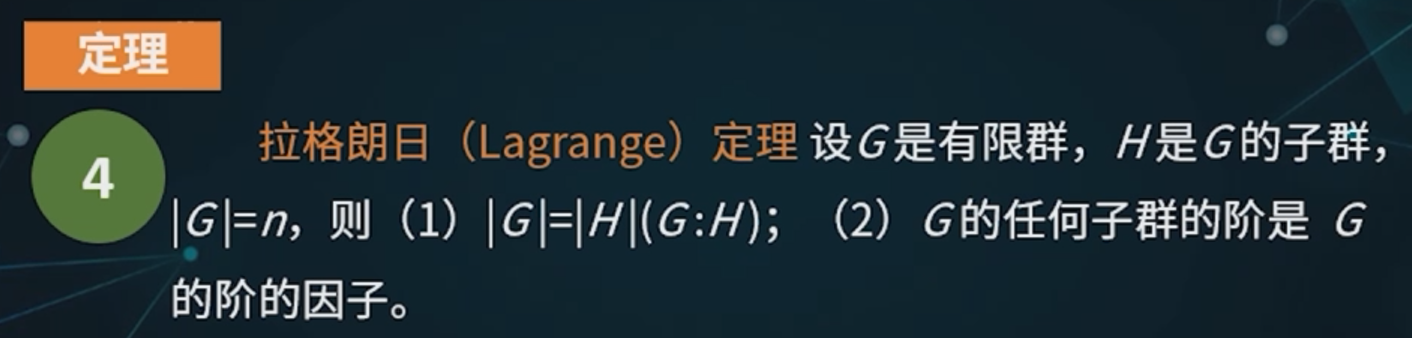 定理
4
拉格朗日（Lagrange）定理 设G是有限群，H是G的子群，
|G|=n，则（1）|G|=|H|(G:H)；（2）G的任何子群的阶是 G
的阶的因子。